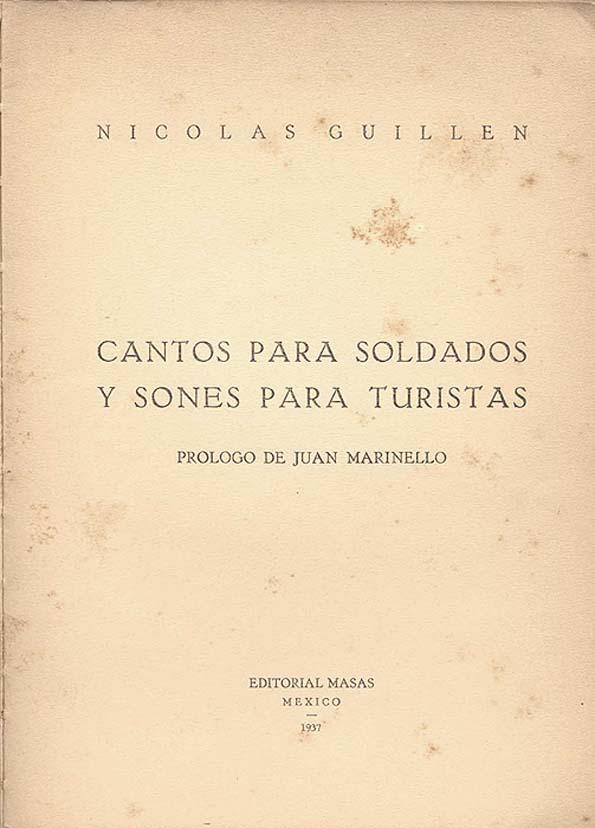 NICOLAS GUILLEN
CANTOS PARA SOLDADOS
Y SONES PARA TURISTAS
PROLOGO DE JUAN MARINELLO
EDITORIAL MASAS
MEXICO
—
1937